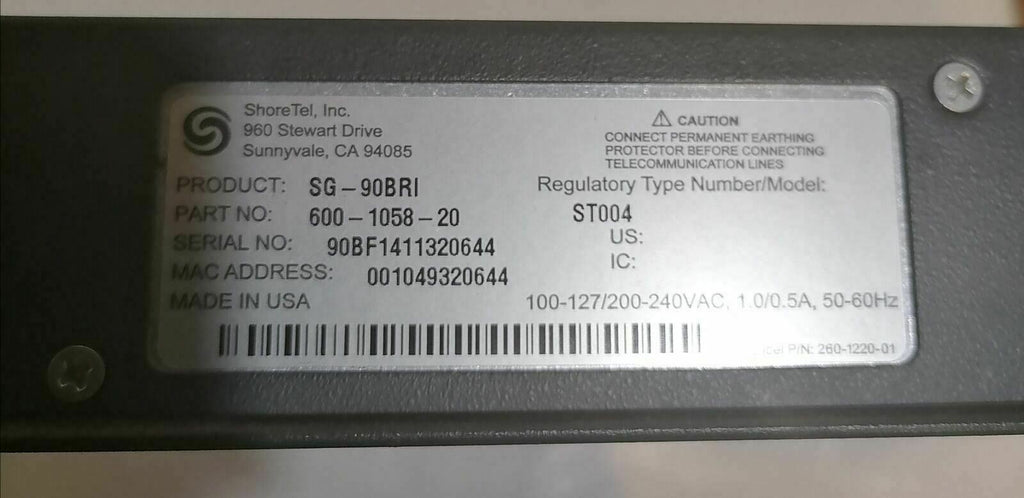 ShoreTel, Inc.
960 Stewart Drive
Sunnyvale, CA 94085
⚠ CAUTION
CONNECT PERMANENT EARTHING
PROTECTOR BEFORE CONNECTING
TELECOMMUNICATION LINES
PRODUCT: SG-90BRI
PART NO: 600-1058-20
SERIAL NO: 90BF1411320644
MAC ADDRESS: 001049320644
MADE IN USA
Regulatory Type Number/Model:
ST004
US:
IC:
100-127/200-240VAC, 1.0/0.5A, 50-60Hz
P/N: 260-1220-01